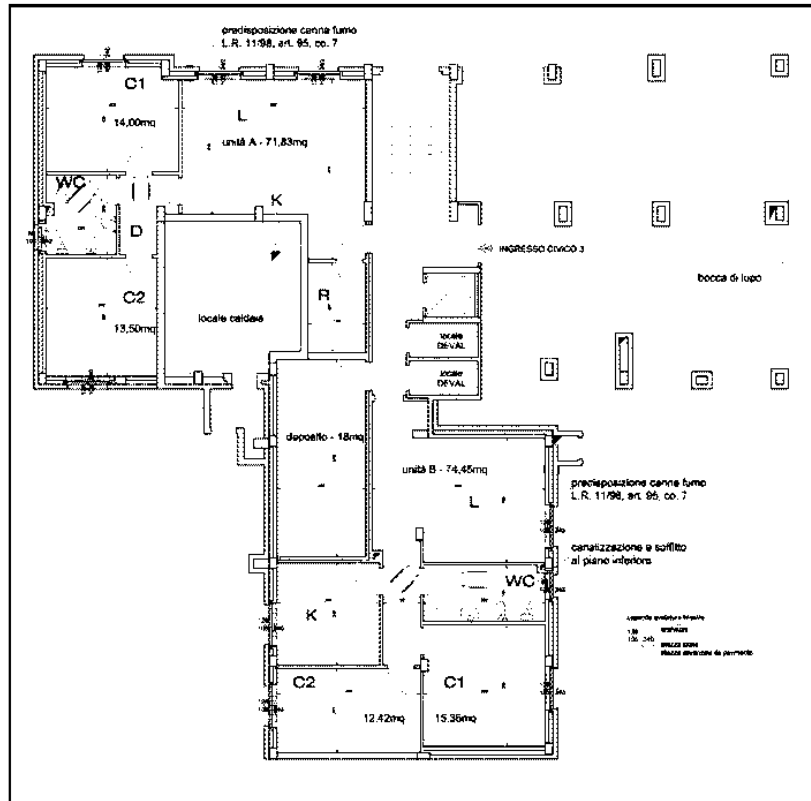 predisposizione canna fumo
L.R. 11/98, art. 95, co. 7
C1
14,00mq
L
unità A - 71,83mq
WC
K
D
INGRESSO CIVICO 3
bocca di lupo
C2
13,50mq
R
locale caldaia
locale
DEVAL
locale
DEVAL
deposito - 18mq
unità B - 74,45mq
L
predisposizione canna fumo
L.R. 11/98, art. 95, co. 7
canalizzazione a soffitto
al piano inferiore
WC
K
C2
C1
12.42mq
15.36mq